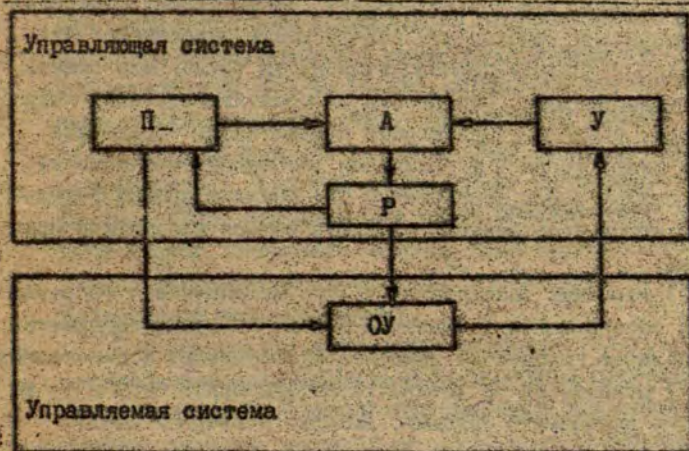 Управляющая система
П_ А У
Р
ОУ
Управляемая система